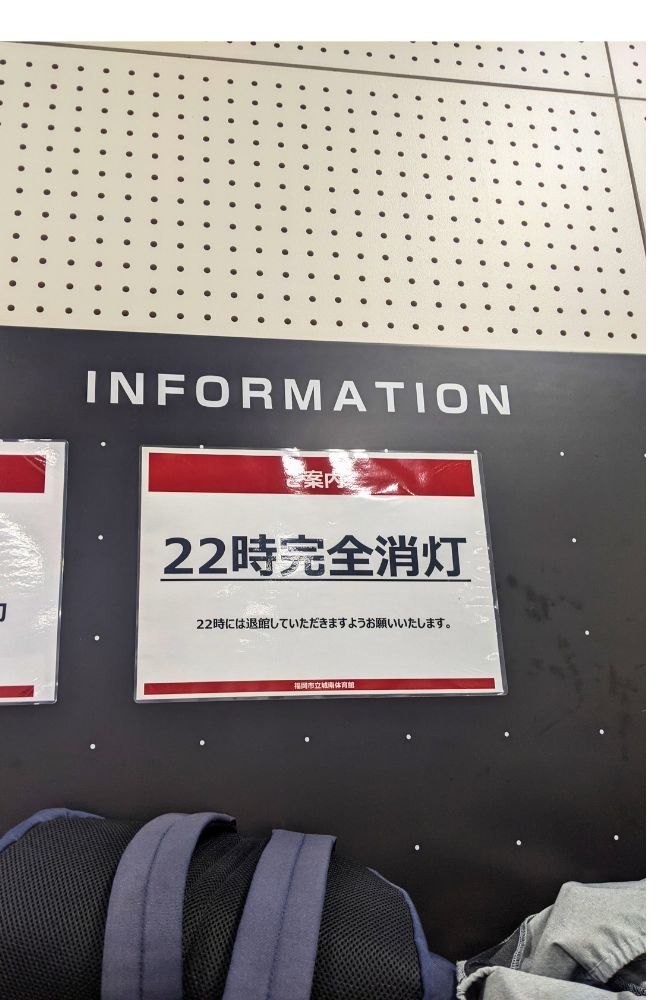 INFORMATION
ご案内
22時完全消灯
22時には退館していただきますようお願いいたします。
福岡市立城南体育館